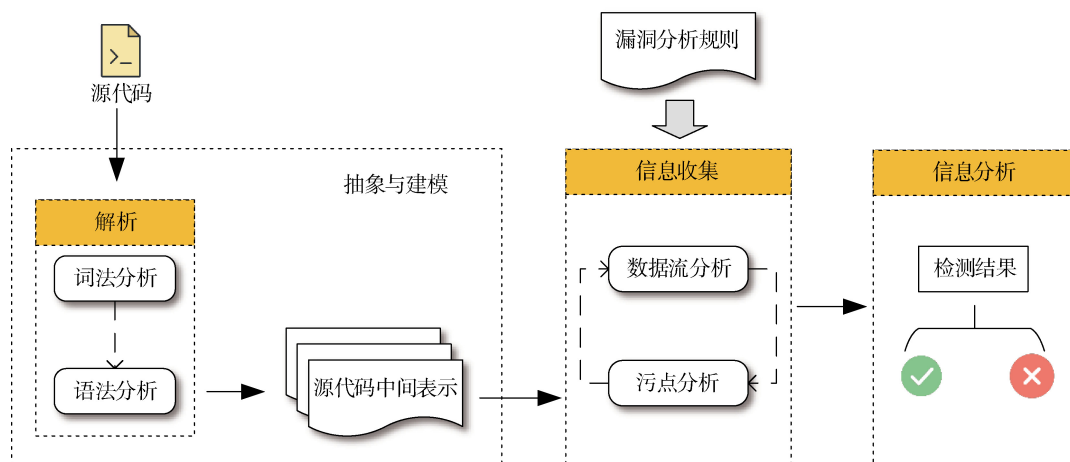 源代码
漏洞分析规则
抽象与建模
解析
词法分析
语法分析
源代码中间表示
信息收集
数据流分析
污点分析
信息分析
检测结果